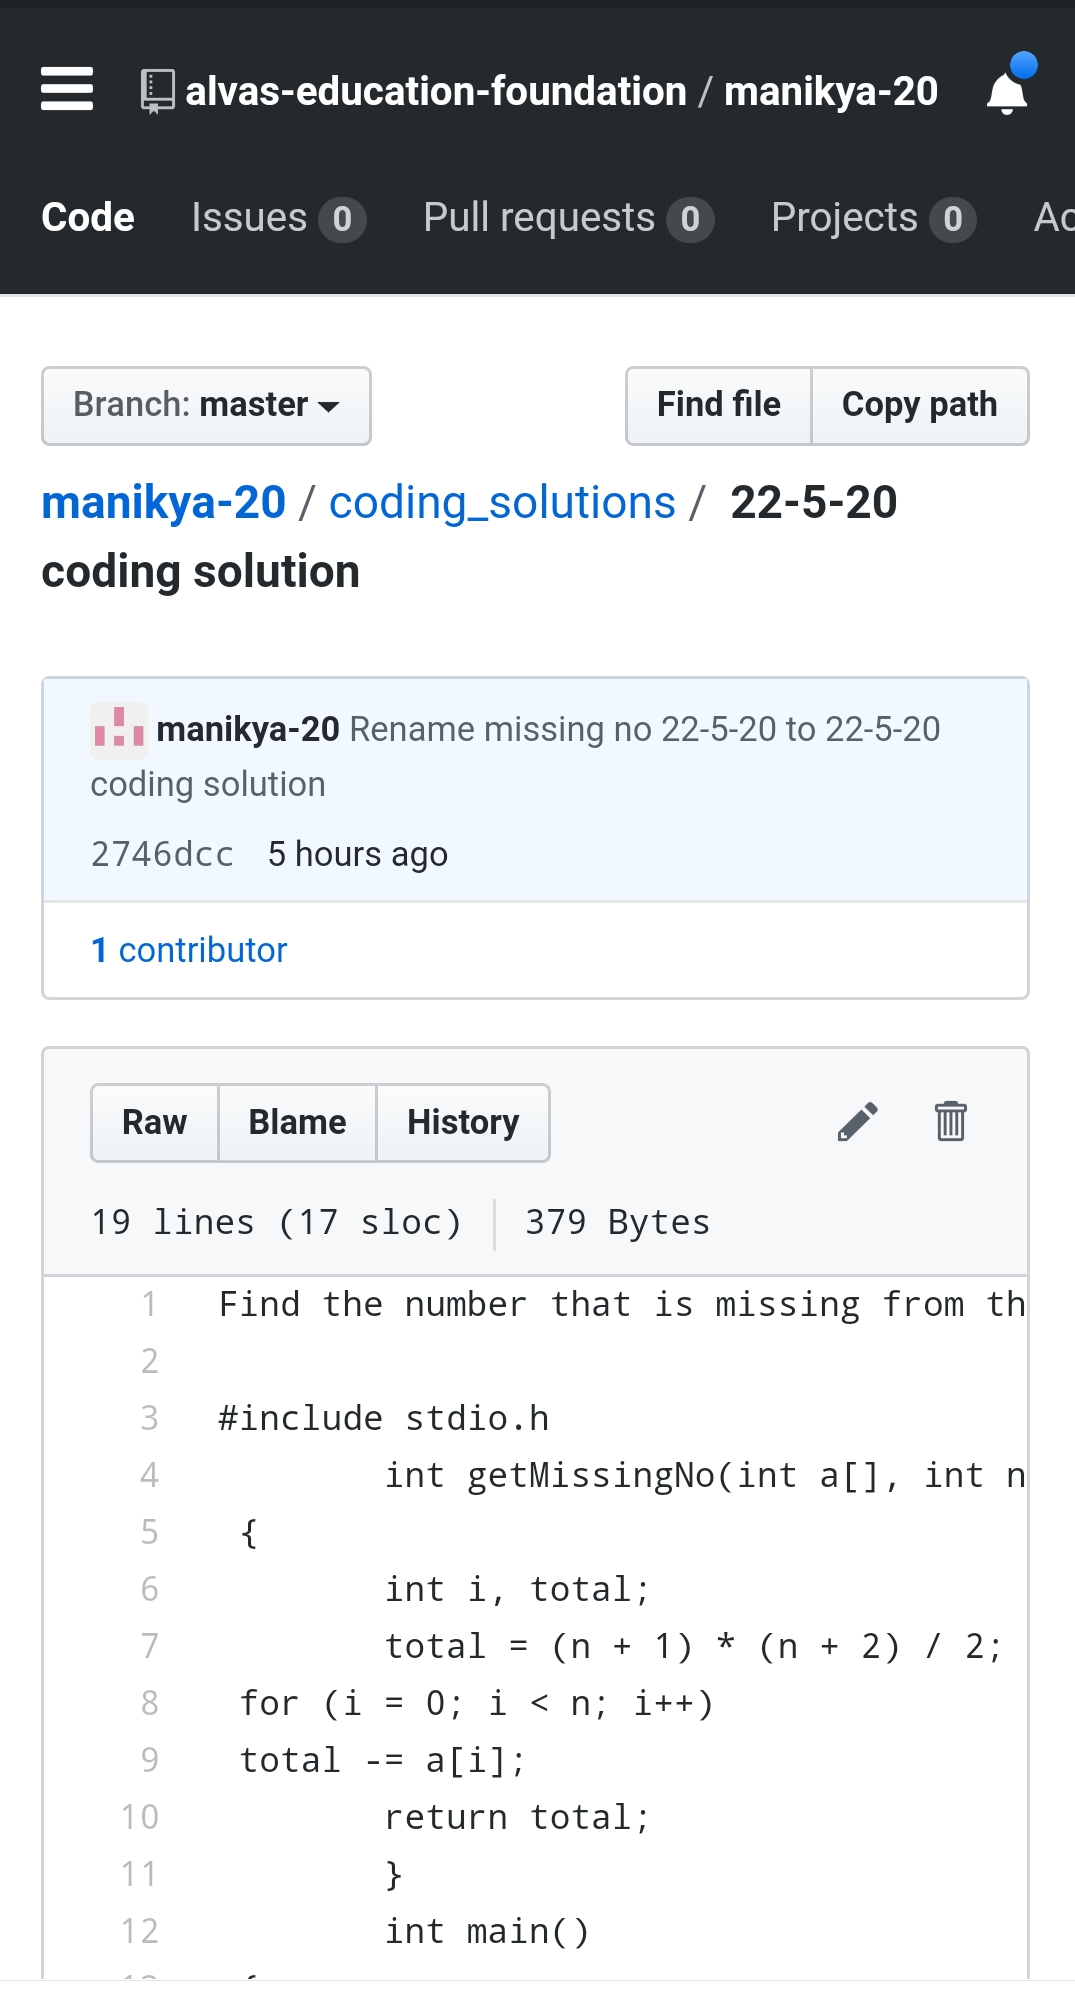 alvas-education-foundation / manikya-20
Code Issues 0 Pull requests 0 Projects 0 Ac
Branch: master Find file Copy path
manikya-20 / coding_solutions / 22-5-20
coding solution
manikya-20 Rename missing no 22-5-20 to 22-5-20
coding solution
2746dcc 5 hours ago
1 contributor
Raw Blame History
19 lines (17 sloc) 379 Bytes
1 Find the number that is missing from th
2
3 #include stdio.h
4 int getMissingNo(int a[], int n
5 {
6 int i, total;
7 total = (n + 1) * (n + 2) / 2;
8 for (i = 0; i < n; i++)
9 total -= a[i];
10 return total;
11 }
12 int main()